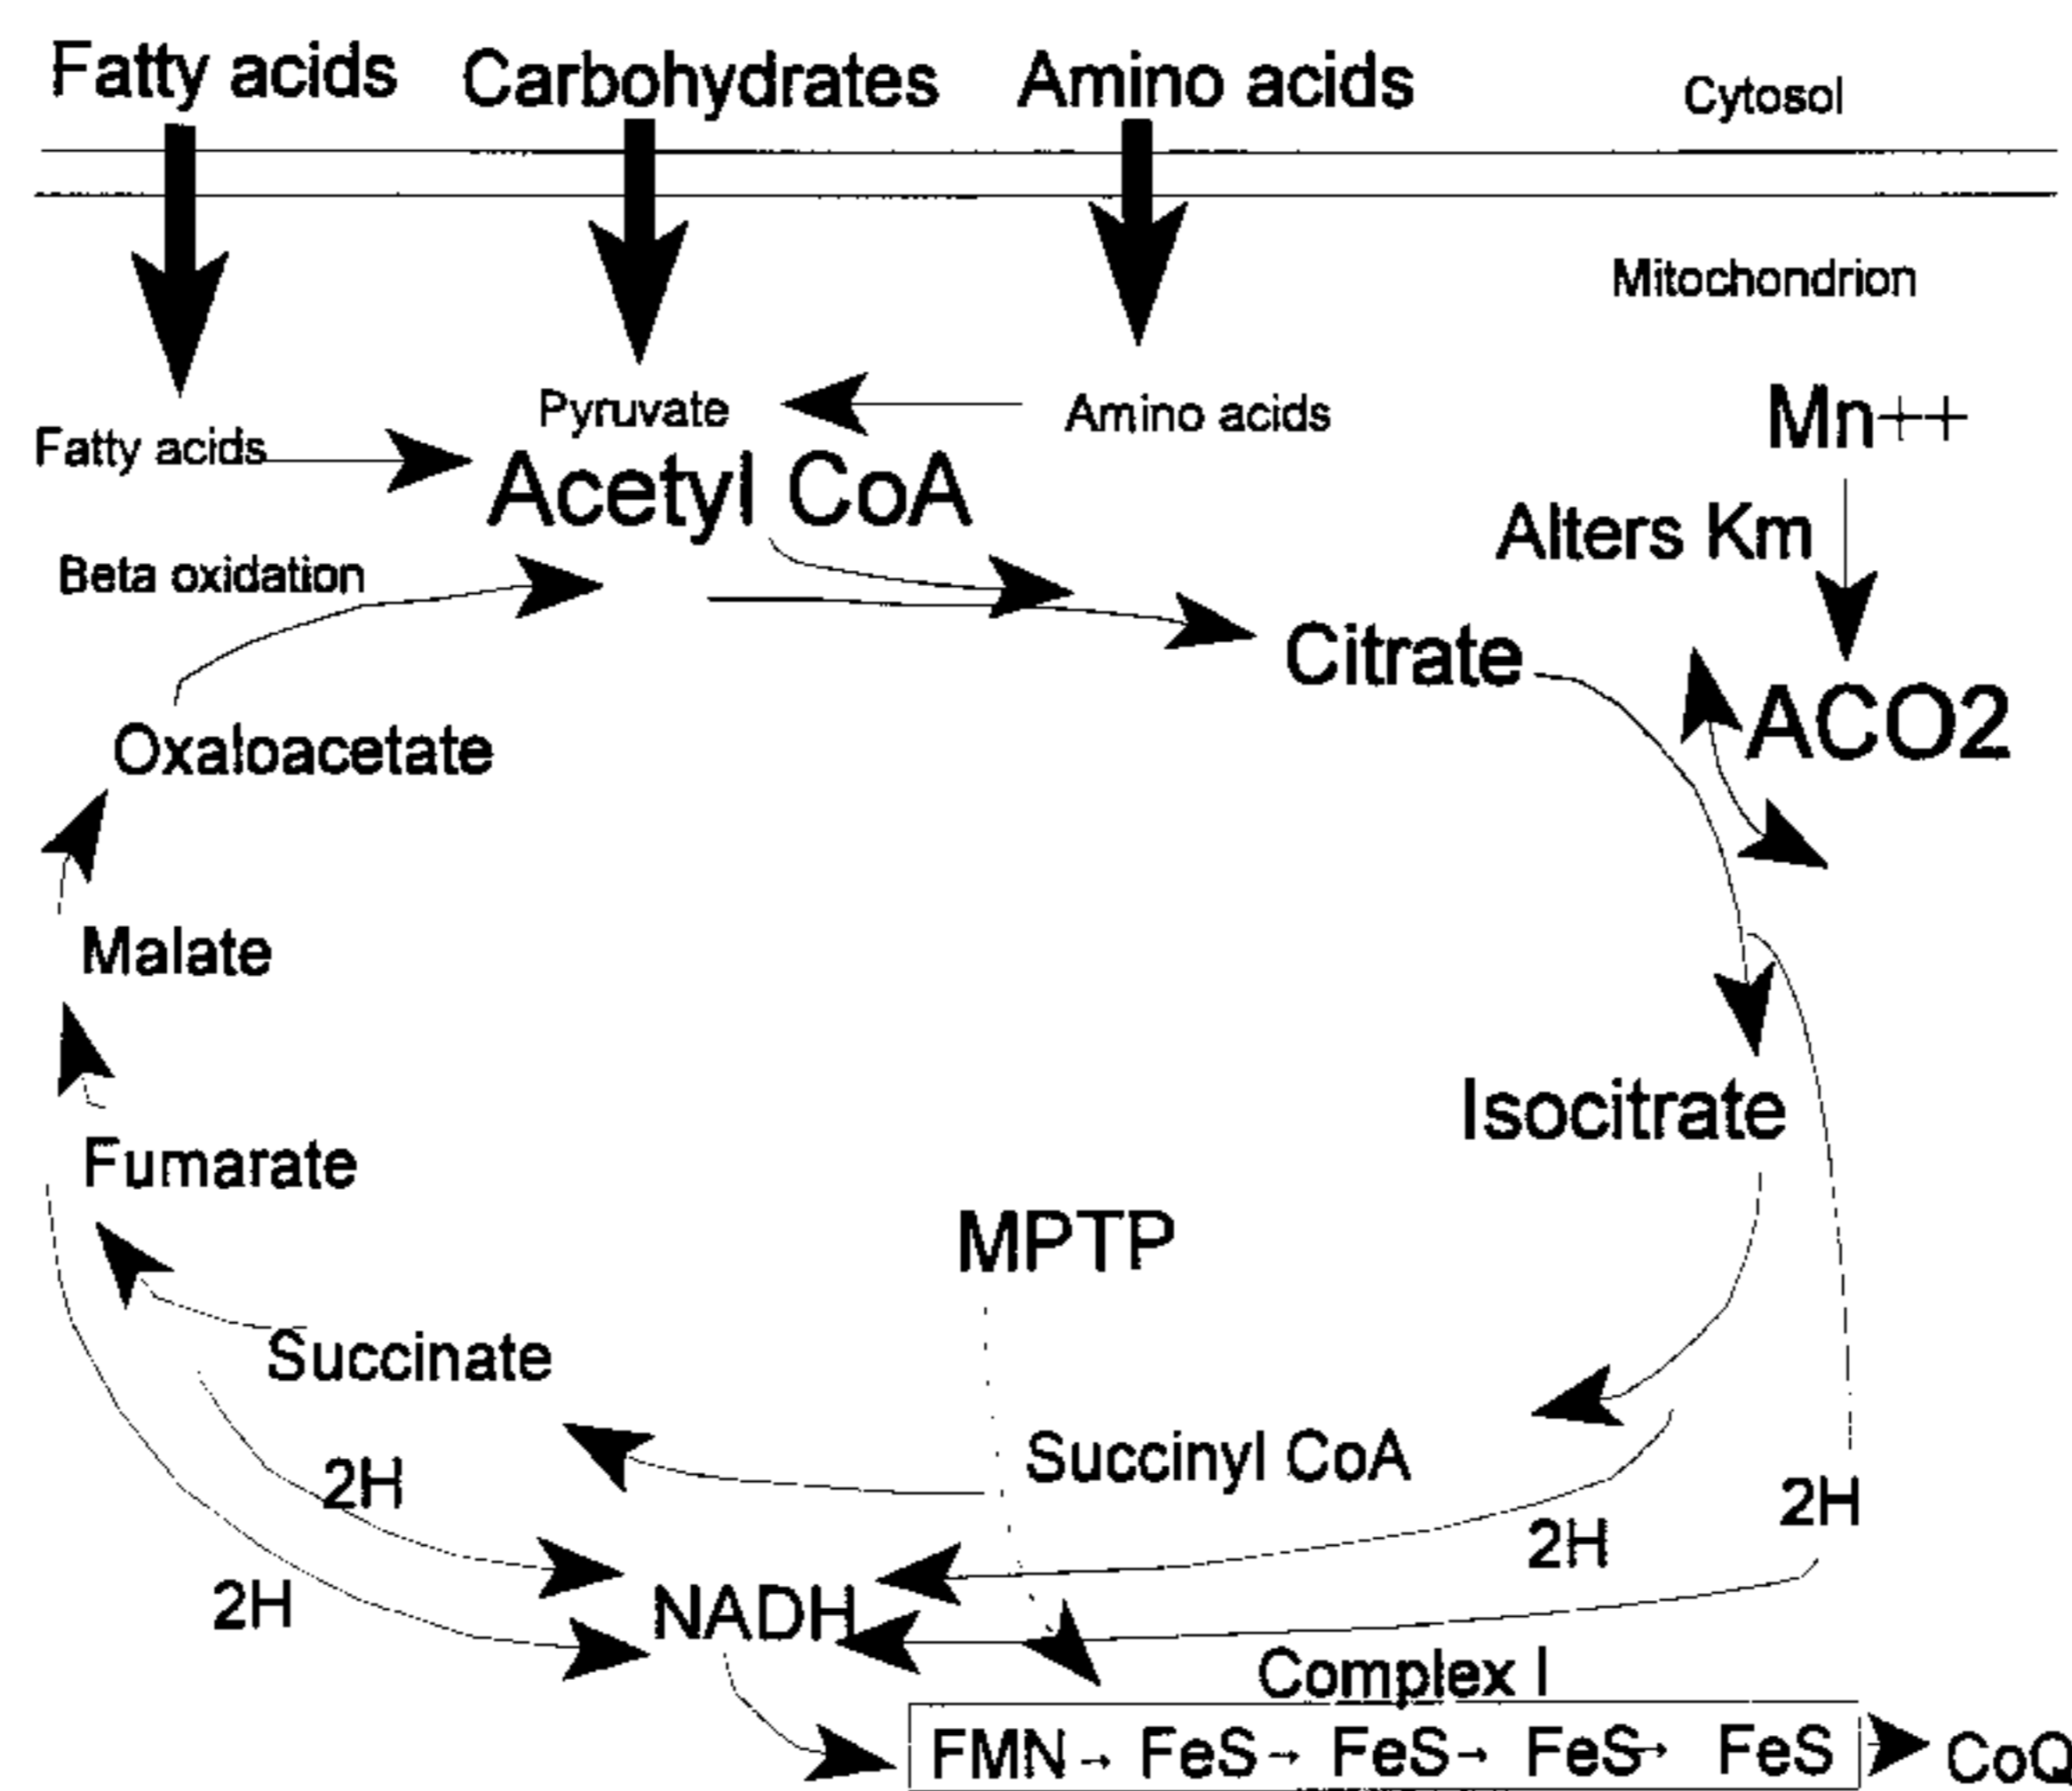 Fatty acids Carbohydrates Amino acids Cytosol
Mitochondrion
Fatty acids Pyruvate Amino acids Mn++
Acetyl CoA
Alters Km
Beta oxidation
Citrate
ACO2
Oxaloacetate
Malate
Isocitrate
Fumarate
MPTP
Succinate
Succinyl CoA
2H
2H
2H
2H
NADH
Complex I
FMN→ FeS→ FeS→ FeS→ FeS CoQ